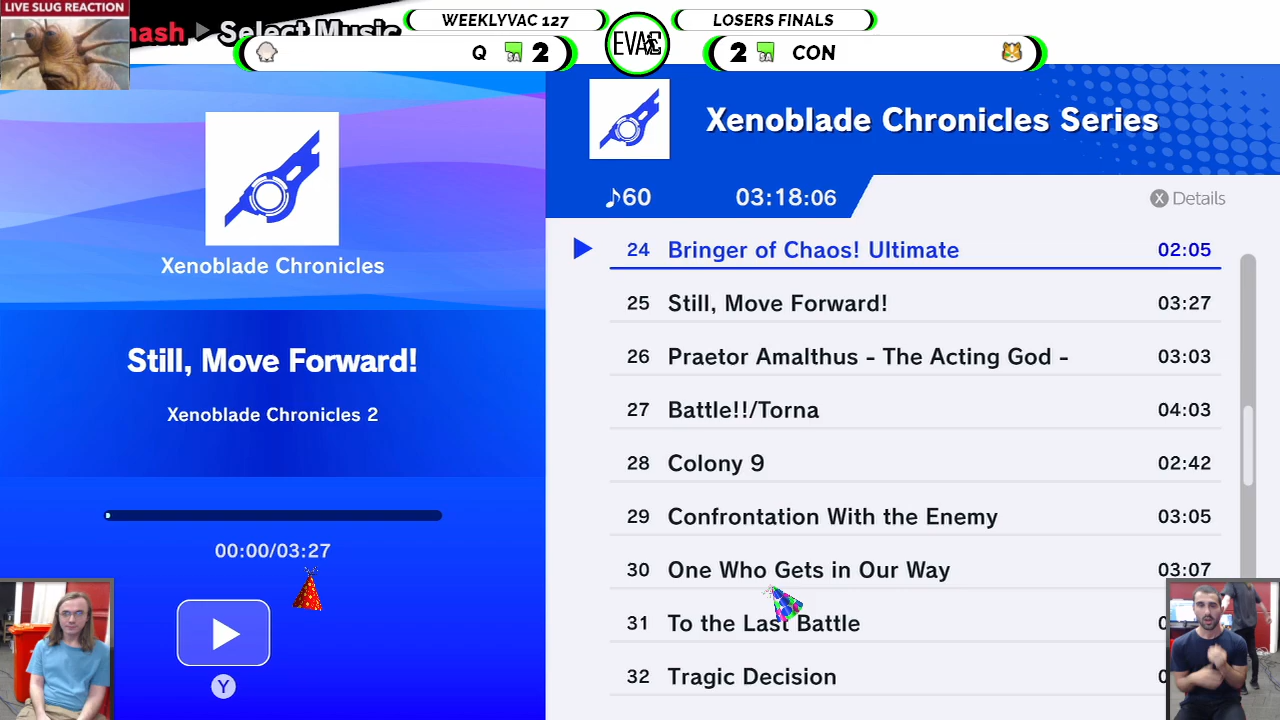 LIVE SLUG REACTION
mash ▶ Select Music
WEEKLYVAC 127
LOSERS FINALS
Q SA 2
EVAC
2 SA CON
Xenoblade Chronicles
Still, Move Forward!
Xenoblade Chronicles 2
00:00/03:27
Y
Xenoblade Chronicles Series
♪60 03:18:06
X Details
24 Bringer of Chaos! Ultimate 02:05
25 Still, Move Forward! 03:27
26 Praetor Amalthus - The Acting God - 03:03
27 Battle!!/Torna 04:03
28 Colony 9 02:42
29 Confrontation With the Enemy 03:05
30 One Who Gets in Our Way 03:07
31 To the Last Battle
32 Tragic Decision